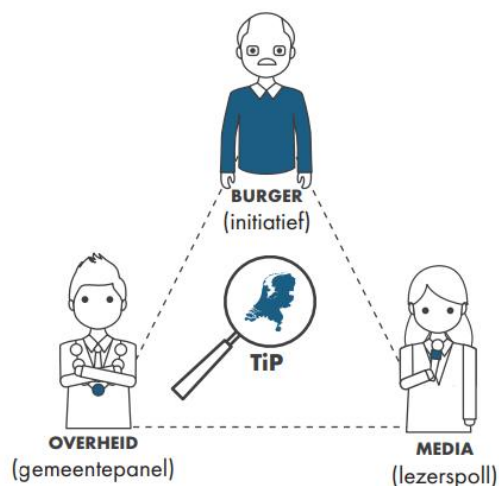 BURGER
(initiatief)
TiP
OVERHEID
(gemeentepanel)
MEDIA
(lezerspoll)